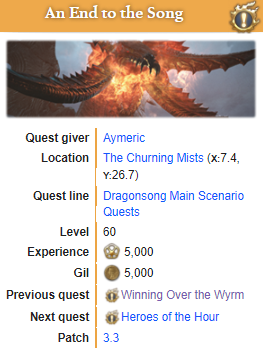 An End to the Song
Quest giver Aymeric
Location The Churning Mists (x:7.4,
Y:26.7)
Quest line Dragonsong Main Scenario
Quests
Level 60
Experience 5,000
Gil 5,000
Previous quest Winning Over the Wyrm
Next quest Heroes of the Hour
Patch 3.3